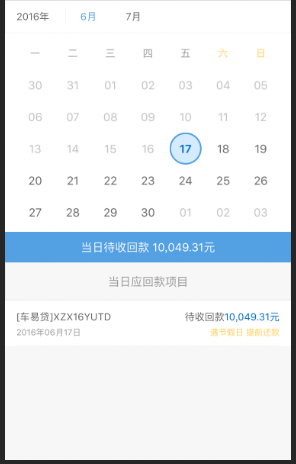 2016年 6月 7月
一 二 三 四 五 六 日
30 31 01 02 03 04 05
06 07 08 09 10 11 12
13 14 15 16 17 18 19
20 21 22 23 24 25 26
27 28 29 30 01 02 03
当日待收回款 10,049.31元
当日应回款项目
[车易贷]XZX16YUTD 待收回款10,049.31元
2016年06月17日 遇节假日 提前还款